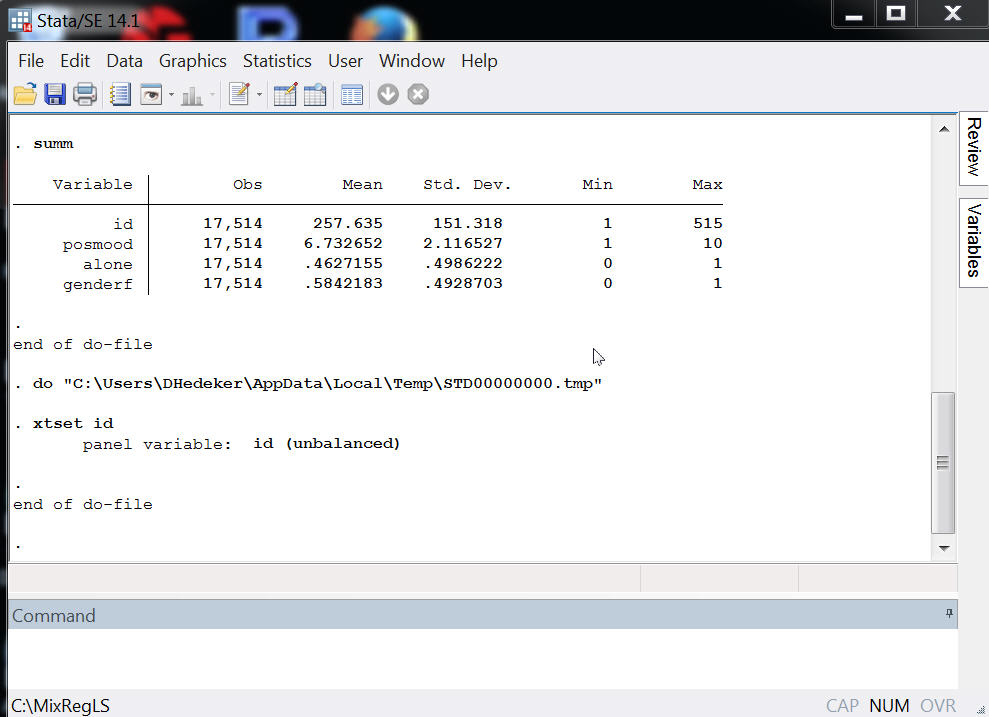 Stata/SE 14.1
File Edit Data Graphics Statistics User Window Help
. summ
Variable Obs Mean Std. Dev. Min Max
id 17,514 257.635 151.318 1 515
posmood 17,514 6.732652 2.116527 1 10
alone 17,514 .4627155 .4986222 0 1
genderf 17,514 .5842183 .4928703 0 1
.
end of do-file
. do "C:\Users\DHedeker\AppData\Local\Temp\STD00000000.tmp"
. xtset id
panel variable: id (unbalanced)
.
end of do-file
.
Review
Variables
Command
C:\MixRegLS CAP NUM OVR